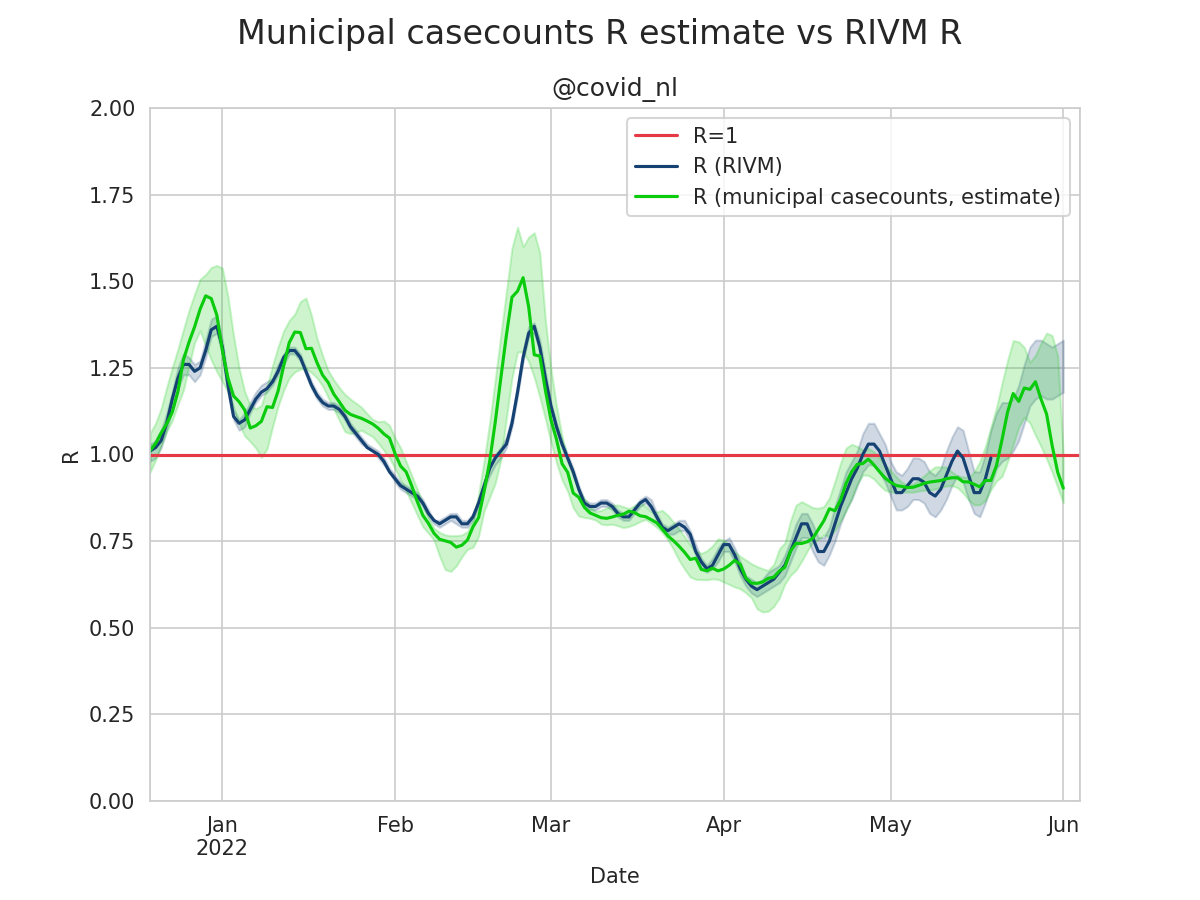 Municipal casecounts R estimate vs RIVM R
@covid_nl
R=1
R (RIVM)
R (municipal casecounts, estimate)
2.00
1.75
1.50
1.25
1.00
0.75
0.50
0.25
0.00
R
Jan
2022
Feb
Mar
Apr
May
Jun
Date